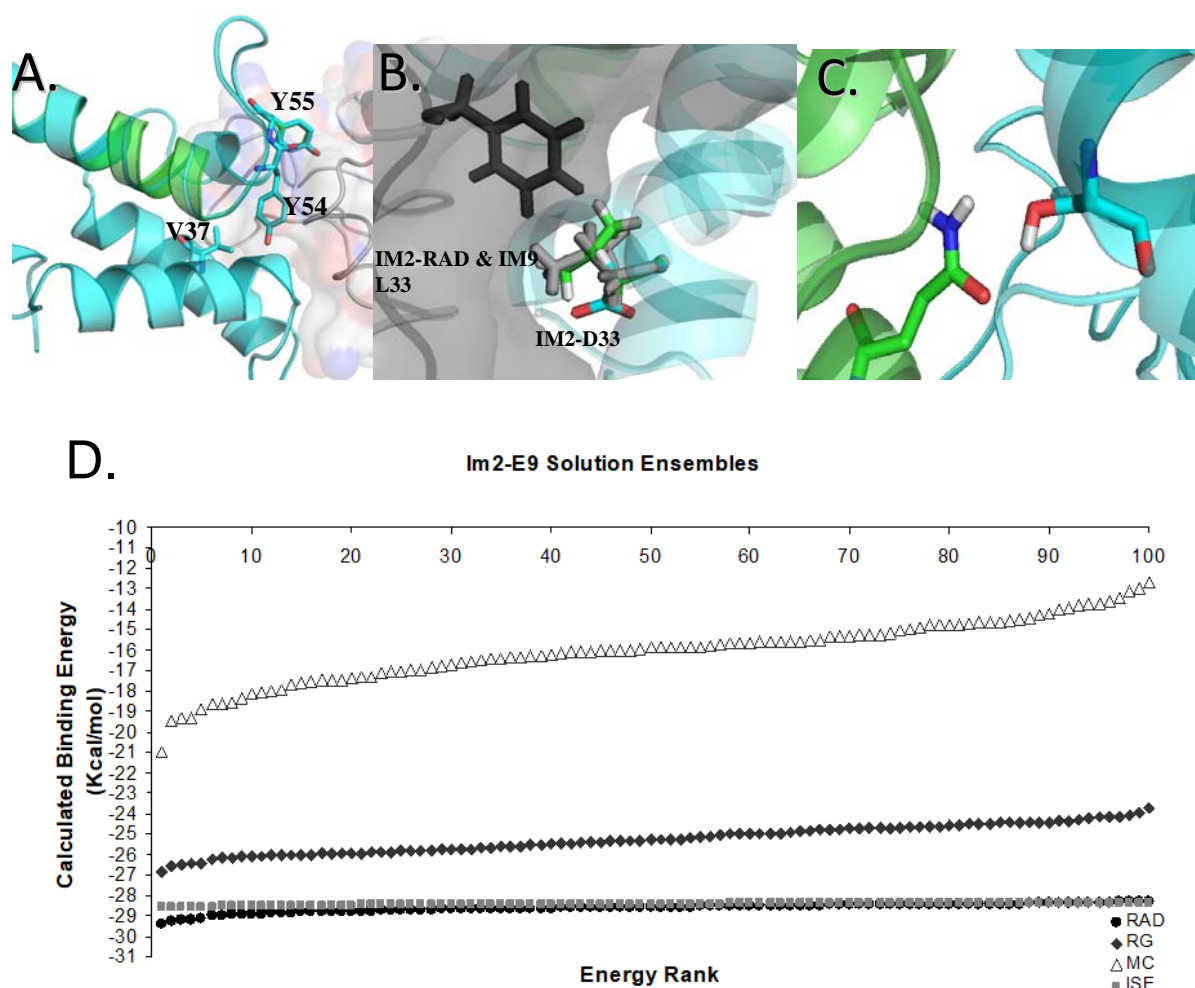 A.
B.
C.
Y55
Y54
V37
IM2-RAD & IM9
L33
IM2-D33
D.
Im2-E9 Solution Ensembles
Calculated Binding Energy
(Kcal/mol)
-10
-11
-12
-13
-14
-15
-16
-17
-18
-19
-20
-21
-22
-23
-24
-25
-26
-27
-28
-29
-30
-31
0 10 20 30 40 50 60 70 80 90 100
Energy Rank
RAD
RG
MC